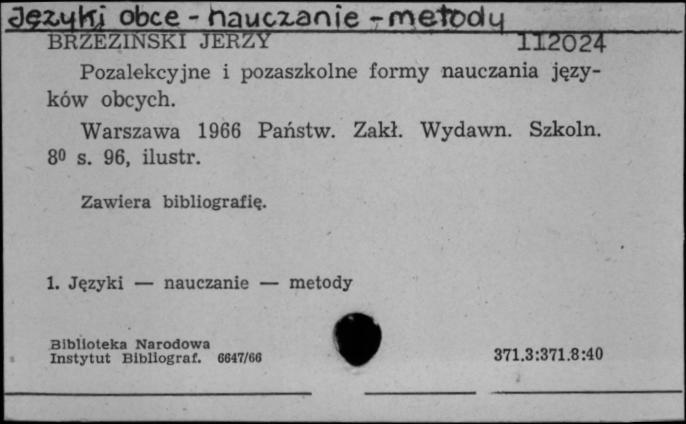 Języki obce - nauczanie - metody
BRZEZIŃSKI JERZY 112024
Pozalekcyjne i pozaszkolne formy nauczania języ-
ków obcych.
Warszawa 1966 Państw. Zakł. Wydawn. Szkoln.
8⁰ s. 96, ilustr.
Zawiera bibliografię.
1. Języki — nauczanie — metody
Biblioteka Narodowa
Instytut Bibliograf. 6647/66
371.3:371.8:40